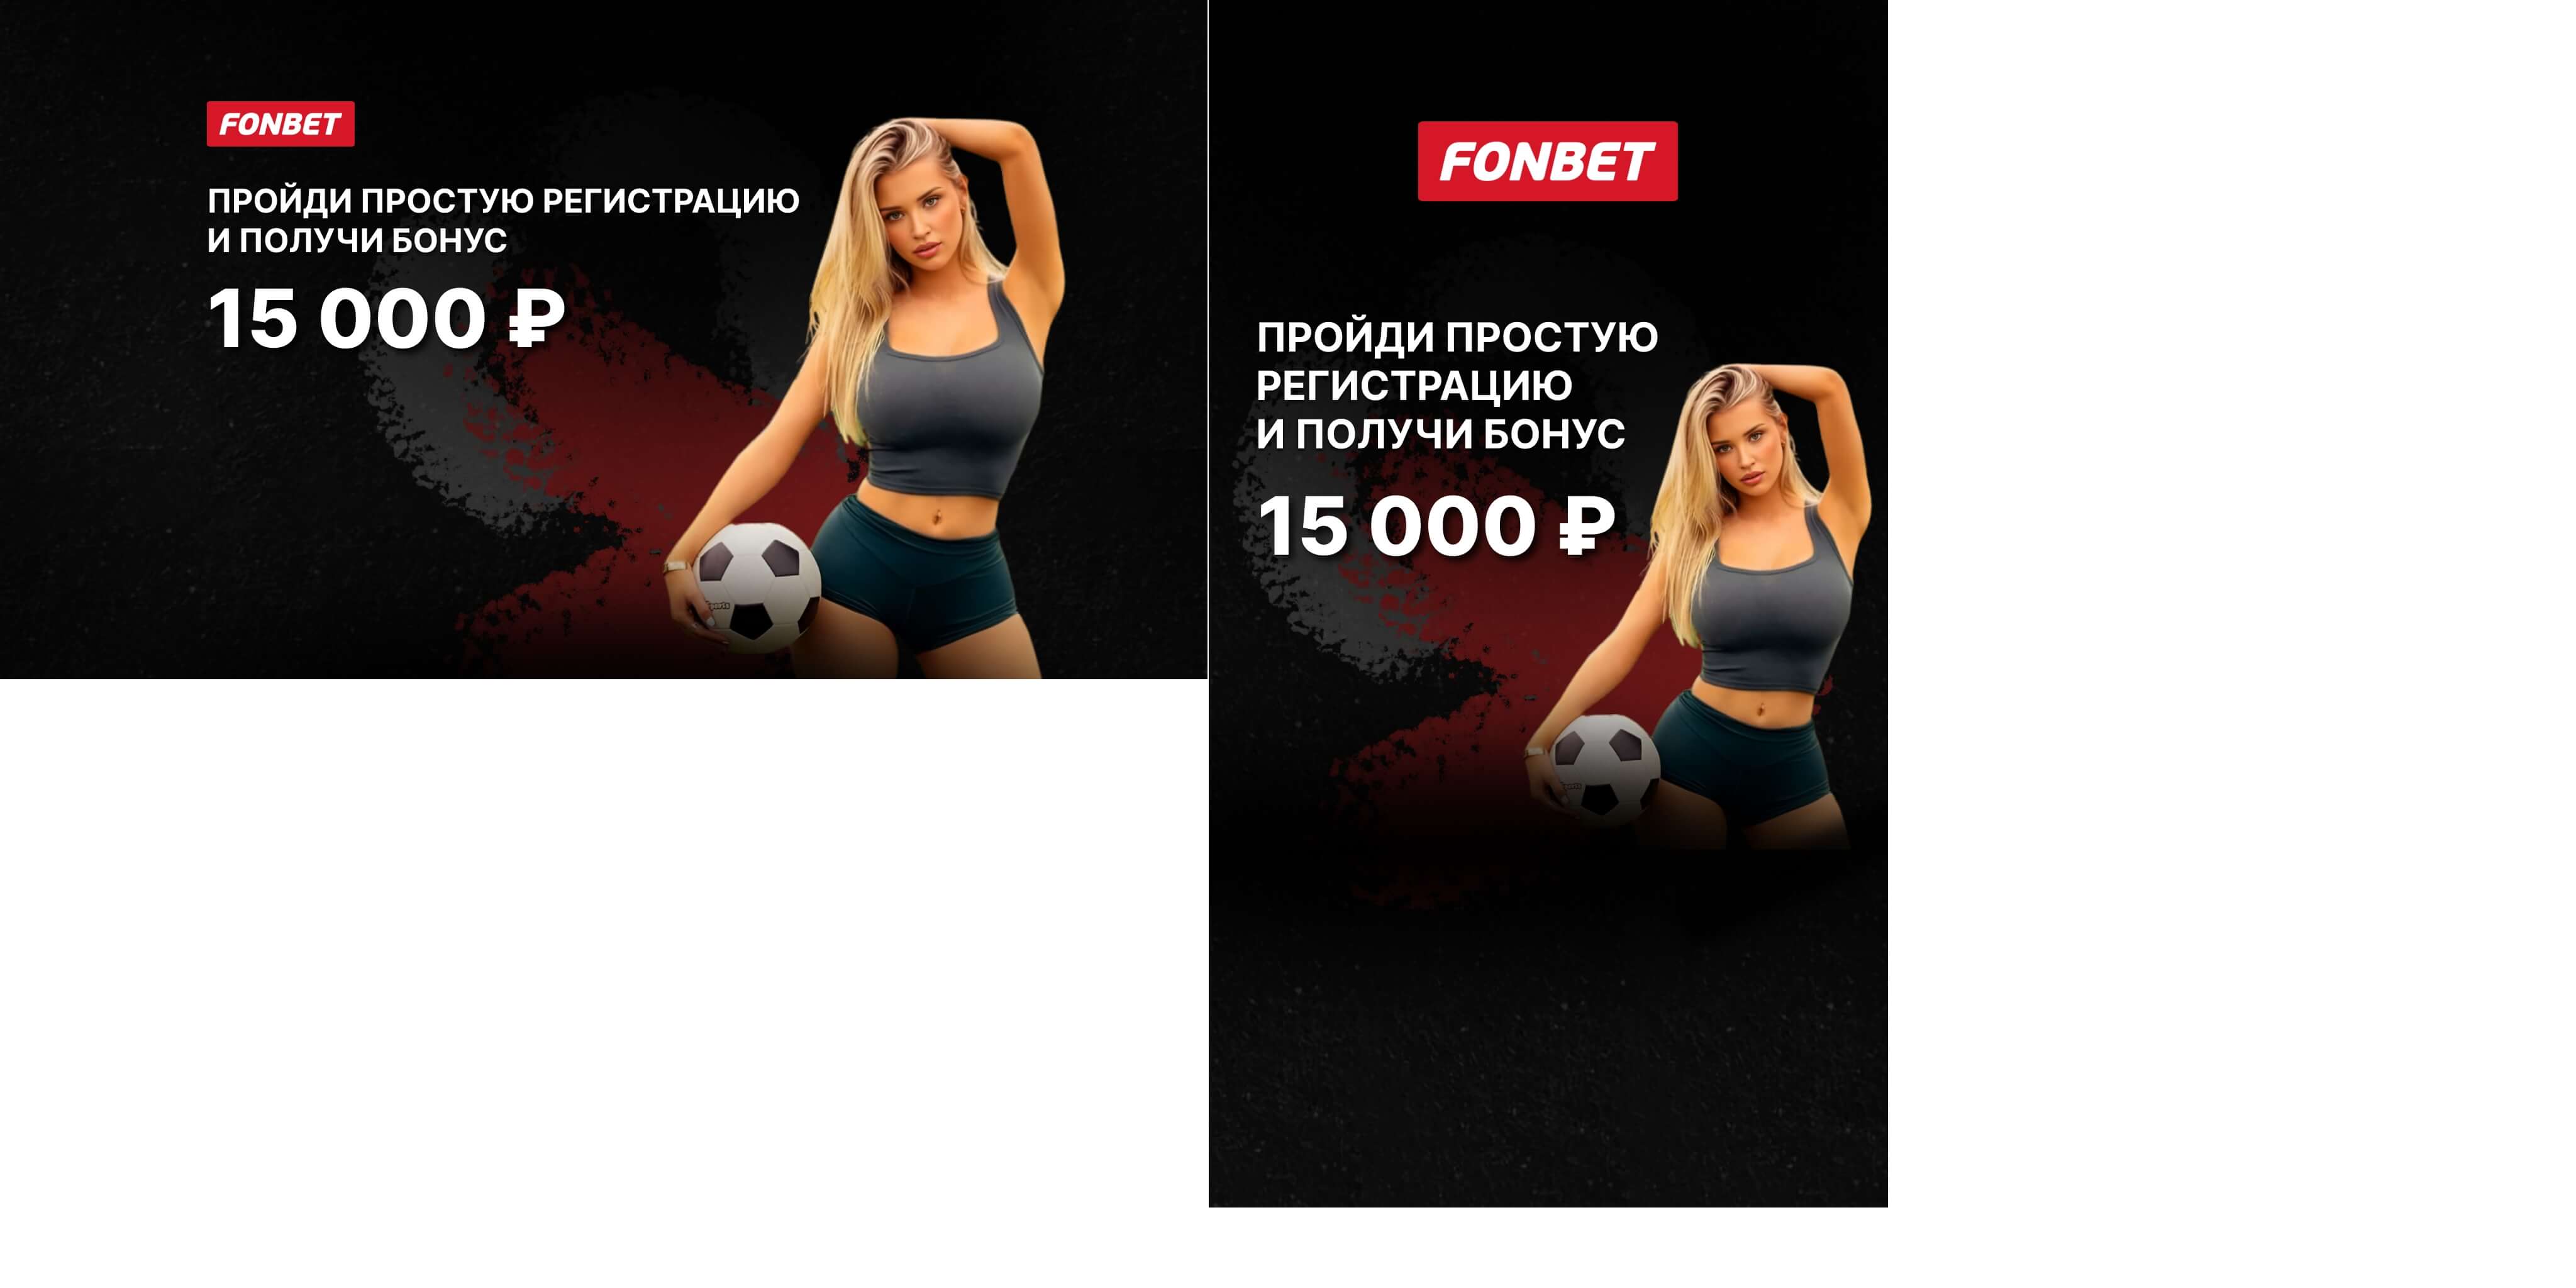 FONBET
ПРОЙДИ ПРОСТУЮ РЕГИСТРАЦИЮ
И ПОЛУЧИ БОНУС
15 000 ₽
FONBET
ПРОЙДИ ПРОСТУЮ
РЕГИСТРАЦИЮ
И ПОЛУЧИ БОНУС
15 000 ₽